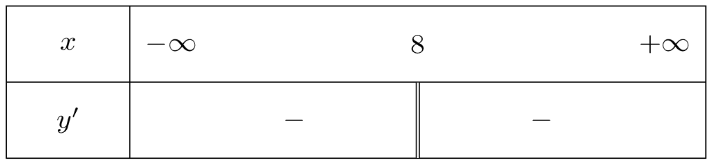 x −∞ 8 +∞
y′ − −